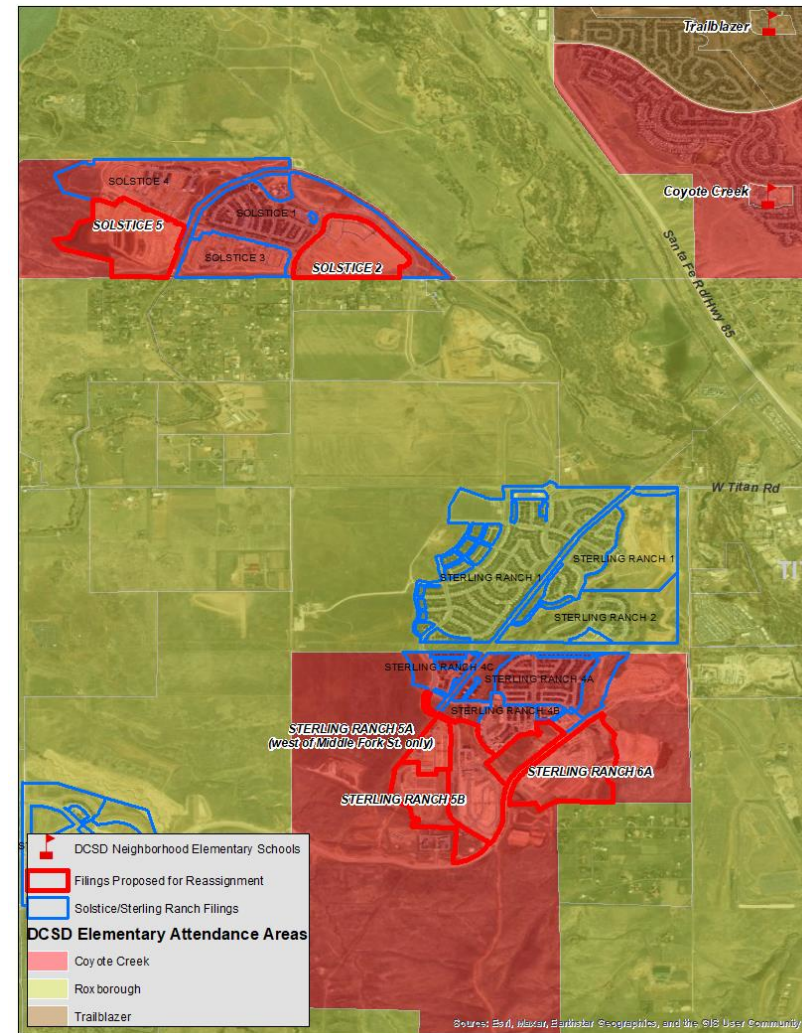 Trailblazer
Coyote Creek
Santa Fe Rd/Hwy 85
SOLSTICE 4
SOLSTICE 5
SOLSTICE 1
SOLSTICE 3
SOLSTICE 2
W Titan Rd
STERLING RANCH 1
STERLING RANCH 1
STERLING RANCH 2
STERLING RANCH 4C
STERLING RANCH 4A
STERLING RANCH 4B
STERLING RANCH 5A
(west of Middle Fork St. only)
STERLING RANCH 6A
STERLING RANCH 5B
DCSD Neighborhood Elementary Schools
Filings Proposed for Reassignment
Solstice/Sterling Ranch Filings
DCSD Elementary Attendance Areas
Coyote Creek
Roxborough
Trailblazer
Source: Esri, Maxar, Earthstar Geographics, and the GIS User Community